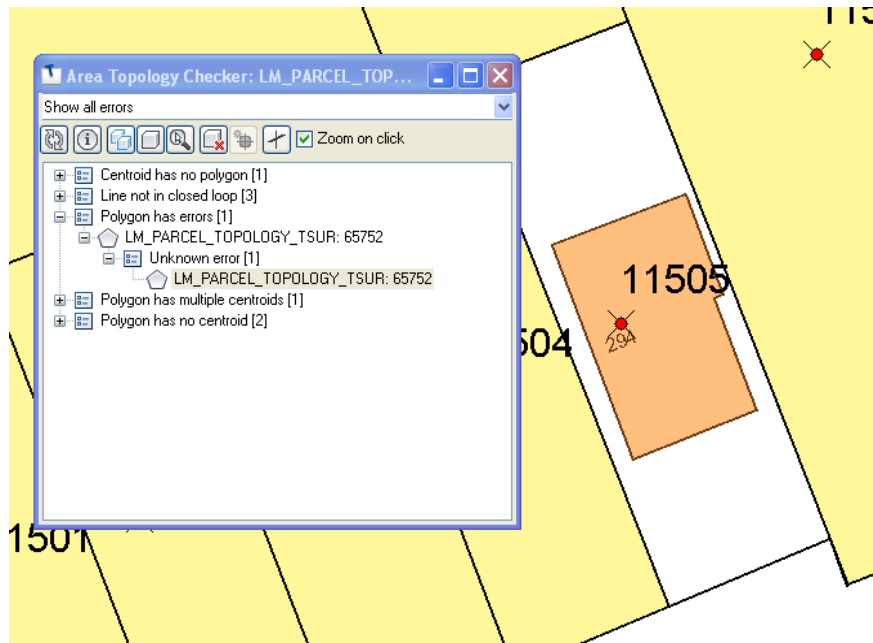 115
Area Topology Checker: LM_PARCEL_TOP...
Show all errors
Zoom on click
Centroid has no polygon [1]
Line not in closed loop [3]
Polygon has errors [1]
LM_PARCEL_TOPOLOGY_TSUR: 65752
Unknown error [1]
LM_PARCEL_TOPOLOGY_TSUR: 65752
Polygon has multiple centroids [1]
Polygon has no centroid [2]
11505
504
294
1501